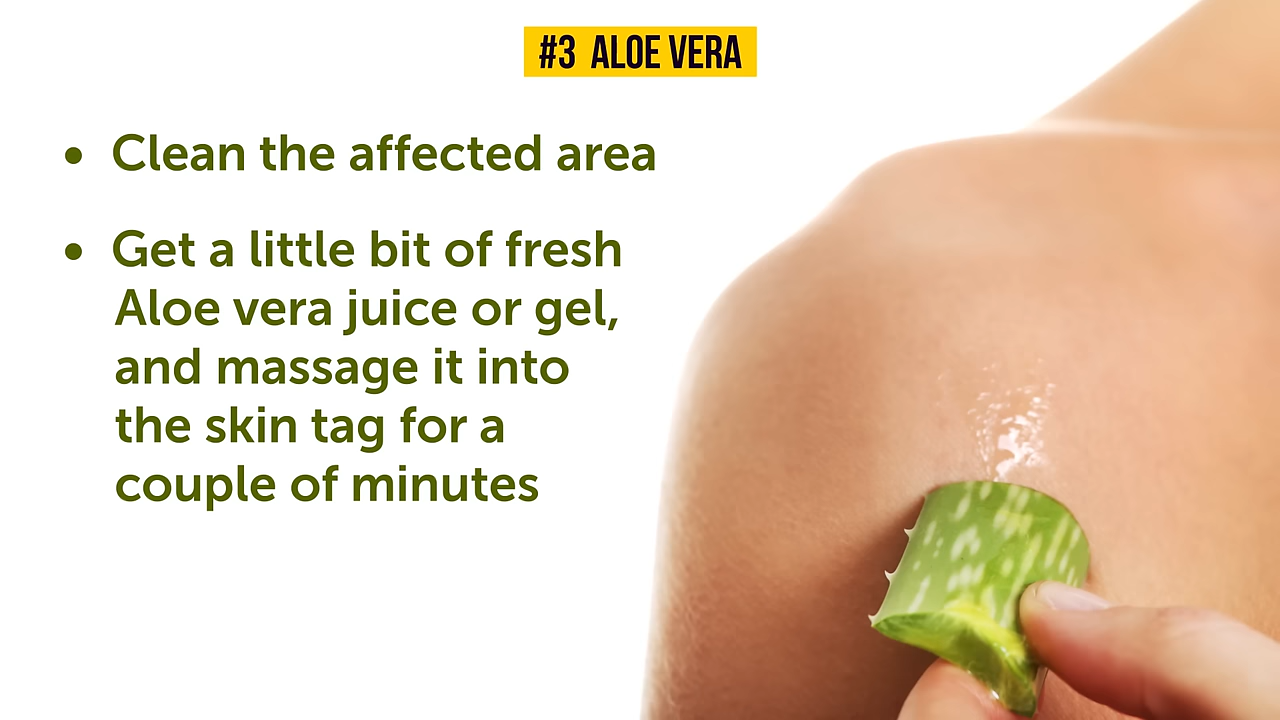 #3 ALOE VERA
• Clean the affected area
• Get a little bit of fresh
Aloe vera juice or gel,
and massage it into
the skin tag for a
couple of minutes